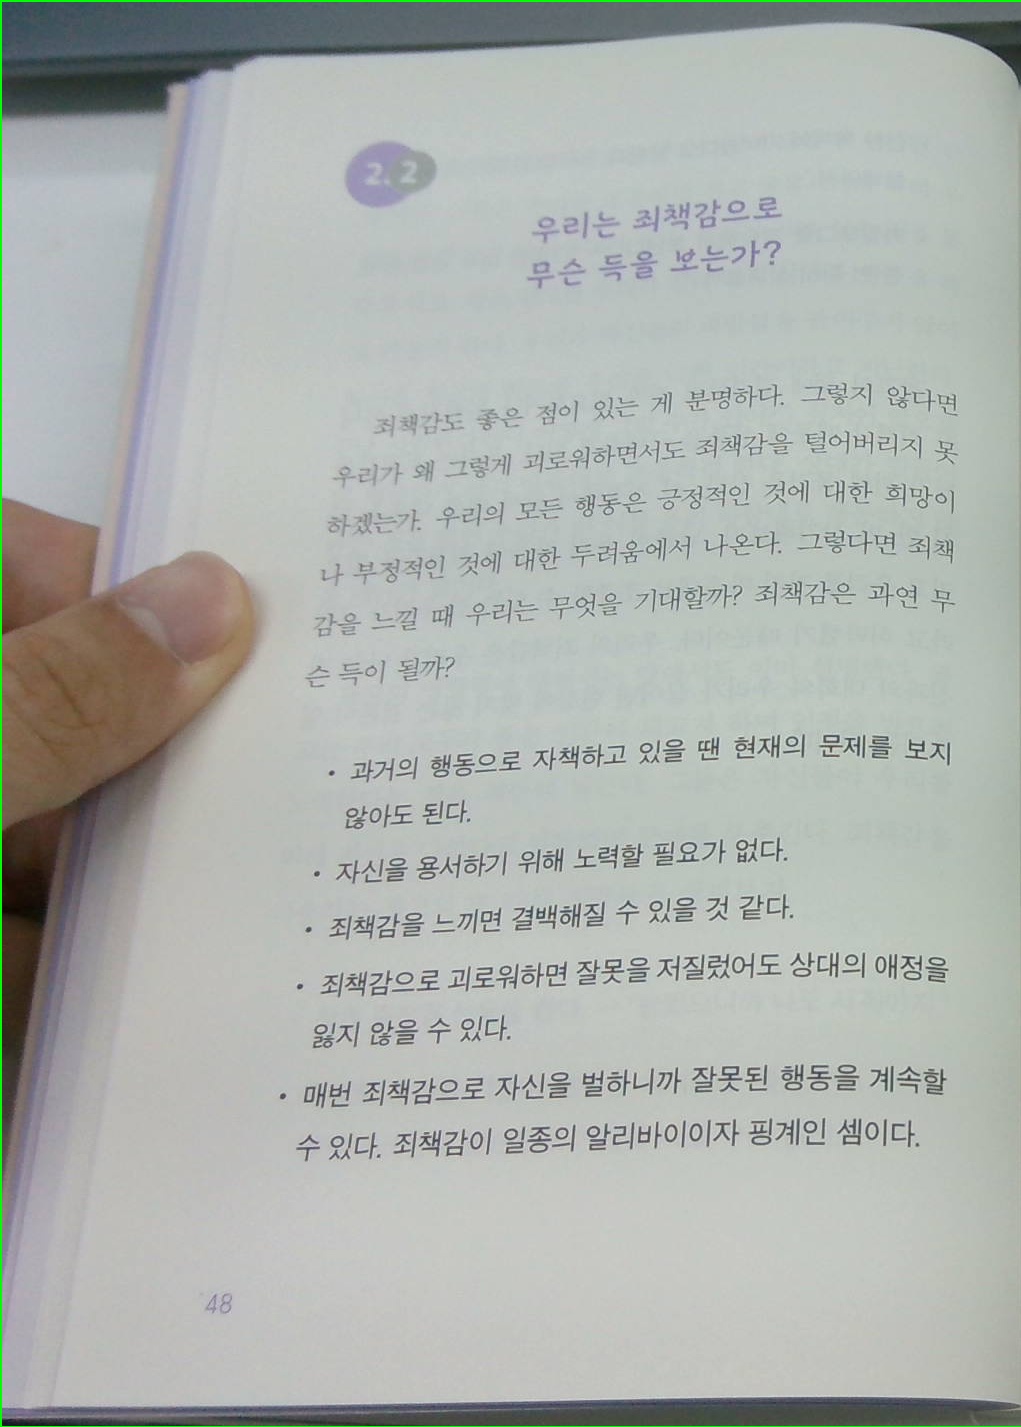 2.2
우리는 죄책감으로
무슨 득을 보는가?
죄책감도 좋은 점이 있는 게 분명하다. 그렇지 않다면
우리가 왜 그렇게 괴로워하면서도 죄책감을 털어버리지 못
하겠는가. 우리의 모든 행동은 긍정적인 것에 대한 희망이
나 부정적인 것에 대한 두려움에서 나온다. 그렇다면 죄책
감을 느낄 때 우리는 무엇을 기대할까? 죄책감은 과연 무
슨 득이 될까?
• 과거의 행동으로 자책하고 있을 땐 현재의 문제를 보지
않아도 된다.
• 자신을 용서하기 위해 노력할 필요가 없다.
• 죄책감을 느끼면 결백해질 수 있을 것 같다.
• 죄책감으로 괴로워하면 잘못을 저질렀어도 상대의 애정을
잃지 않을 수 있다.
• 매번 죄책감으로 자신을 벌하니까 잘못된 행동을 계속할
수 있다. 죄책감이 일종의 알리바이이자 핑계인 셈이다.
48